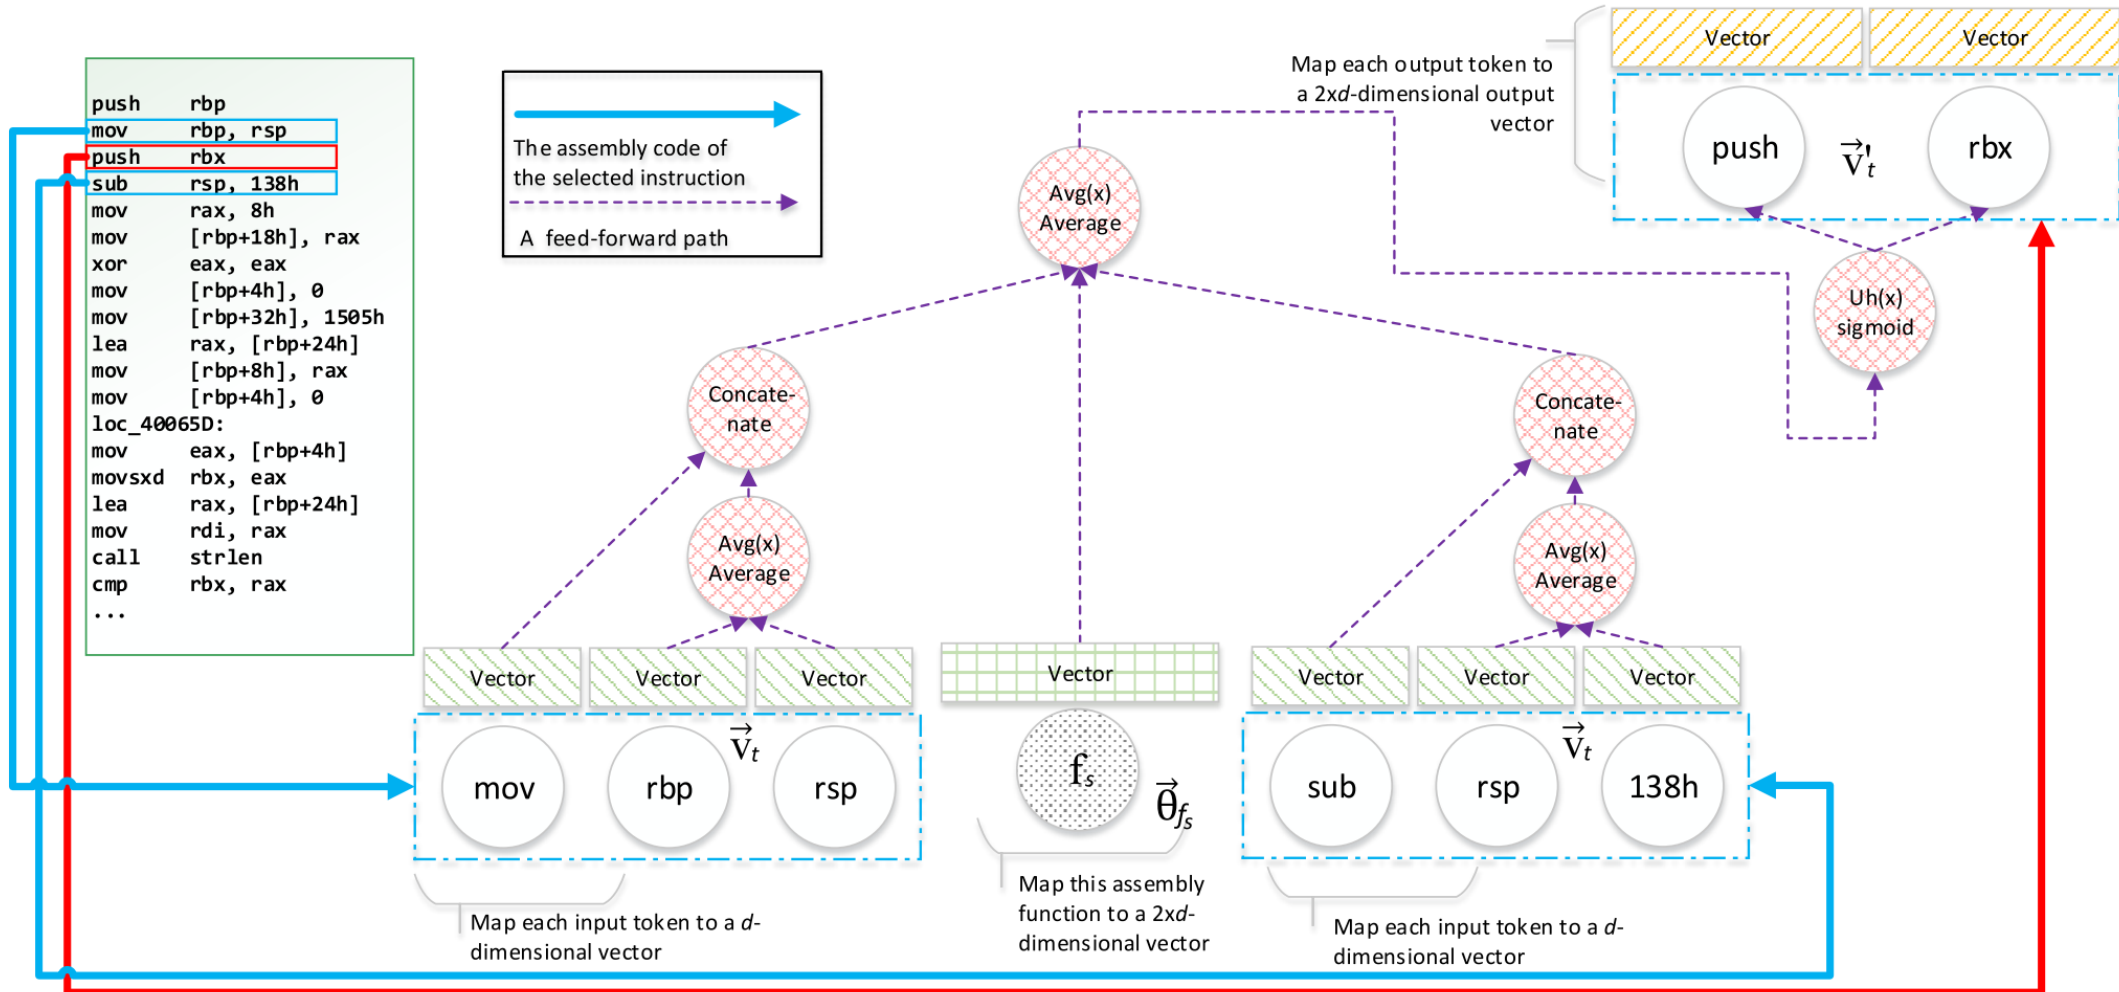 push rbp
mov rbp, rsp
push rbx
sub rsp, 138h
mov rax, 8h
mov [rbp+18h], rax
xor eax, eax
mov [rbp+4h], 0
mov [rbp+32h], 1505h
lea rax, [rbp+24h]
mov [rbp+8h], rax
mov [rbp+4h], 0
loc_40065D:
mov eax, [rbp+4h]
movsxd rbx, eax
lea rax, [rbp+24h]
mov rdi, rax
call strlen
cmp rbx, rax
...
The assembly code of
the selected instruction
A feed-forward path
Map each output token to
a 2xd-dimensional output
vector
Vector
Vector
push
v⃗'t
rbx
Uh(x)
sigmoid
Avg(x)
Average
Concate-
nate
Concate-
nate
Avg(x)
Average
Avg(x)
Average
Vector
Vector
Vector
Vector
Vector
Vector
Vector
mov
rbp
v⃗t
rsp
fs
θ⃗fs
sub
rsp
v⃗t
138h
Map each input token to a d-
dimensional vector
Map this assembly
function to a 2xd-
dimensional vector
Map each input token to a d-
dimensional vector